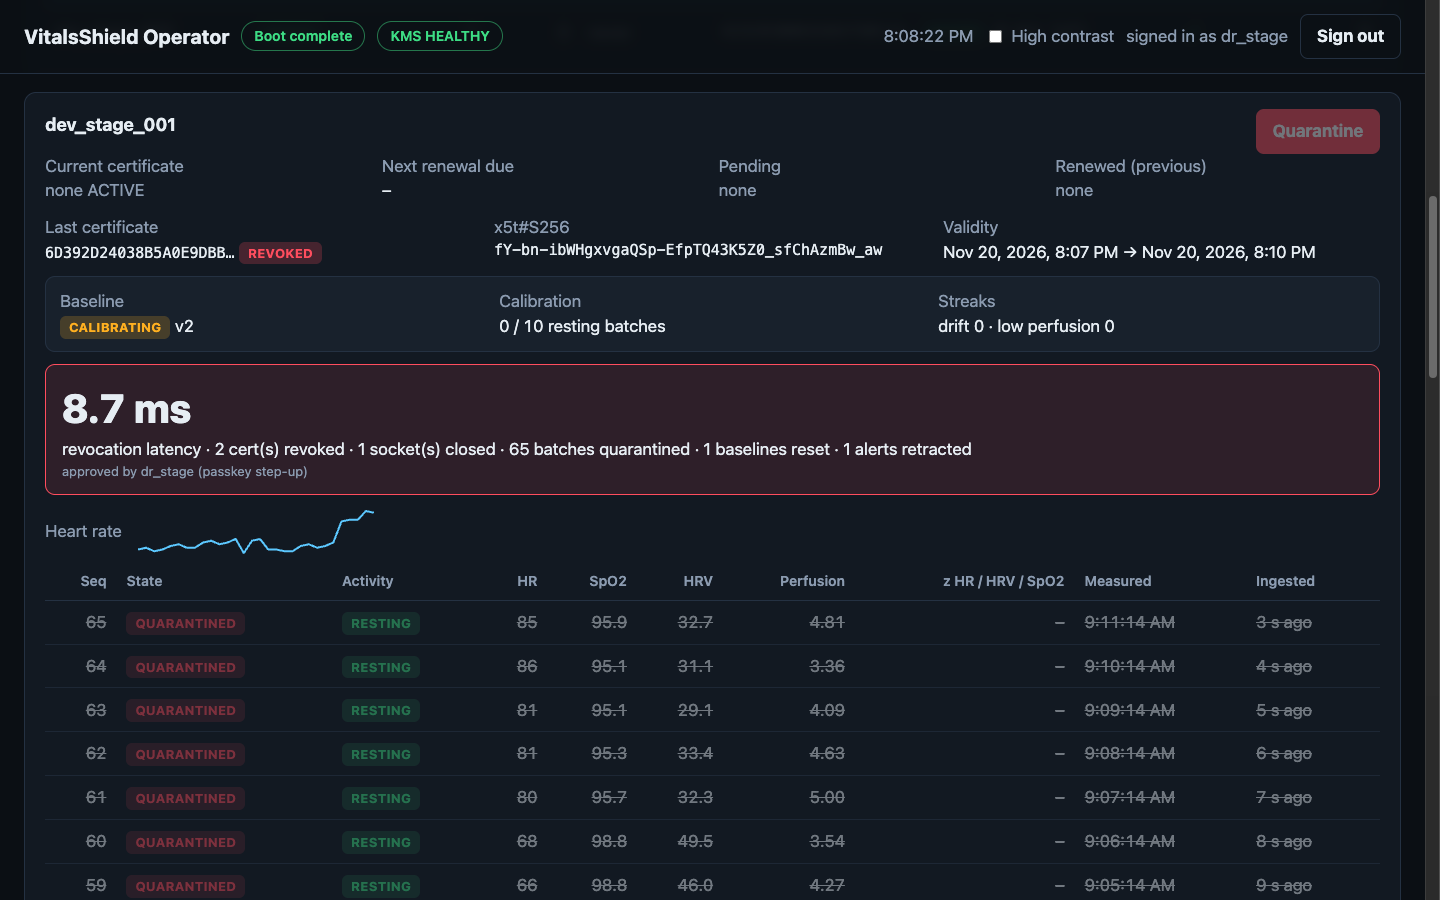 VitalsShield Operator Boot complete KMS HEALTHY 8:08:22 PM High contrast signed in as dr_stage Sign out
dev_stage_001 Quarantine
Current certificate Next renewal due Pending Renewed (previous)
none ACTIVE – none none
Last certificate x5t#S256 Validity
6D392D24038B5A0E9DBB… REVOKED fY-bn-ibWHgxvgaQSp-EfpTQ43K5Z0_sfChAzmBw_aw Nov 20, 2026, 8:07 PM → Nov 20, 2026, 8:10 PM
Baseline Calibration Streaks
CALIBRATING v2 0 / 10 resting batches drift 0 · low perfusion 0
8.7 ms
revocation latency · 2 cert(s) revoked · 1 socket(s) closed · 65 batches quarantined · 1 baselines reset · 1 alerts retracted
approved by dr_stage (passkey step-up)
Heart rate
Seq State Activity HR SpO2 HRV Perfusion z HR / HRV / SpO2 Measured Ingested
65 QUARANTINED RESTING 85 95.9 32.7 4.81 – 9:11:14 AM 3 s ago
64 QUARANTINED RESTING 86 95.1 31.1 3.36 – 9:10:14 AM 4 s ago
63 QUARANTINED RESTING 81 95.1 29.1 4.09 – 9:09:14 AM 5 s ago
62 QUARANTINED RESTING 81 95.3 33.4 4.63 – 9:08:14 AM 6 s ago
61 QUARANTINED RESTING 80 95.7 32.3 5.00 – 9:07:14 AM 7 s ago
60 QUARANTINED RESTING 68 98.8 49.5 3.54 – 9:06:14 AM 8 s ago
59 QUARANTINED RESTING 66 98.8 46.0 4.27 – 9:05:14 AM 9 s ago